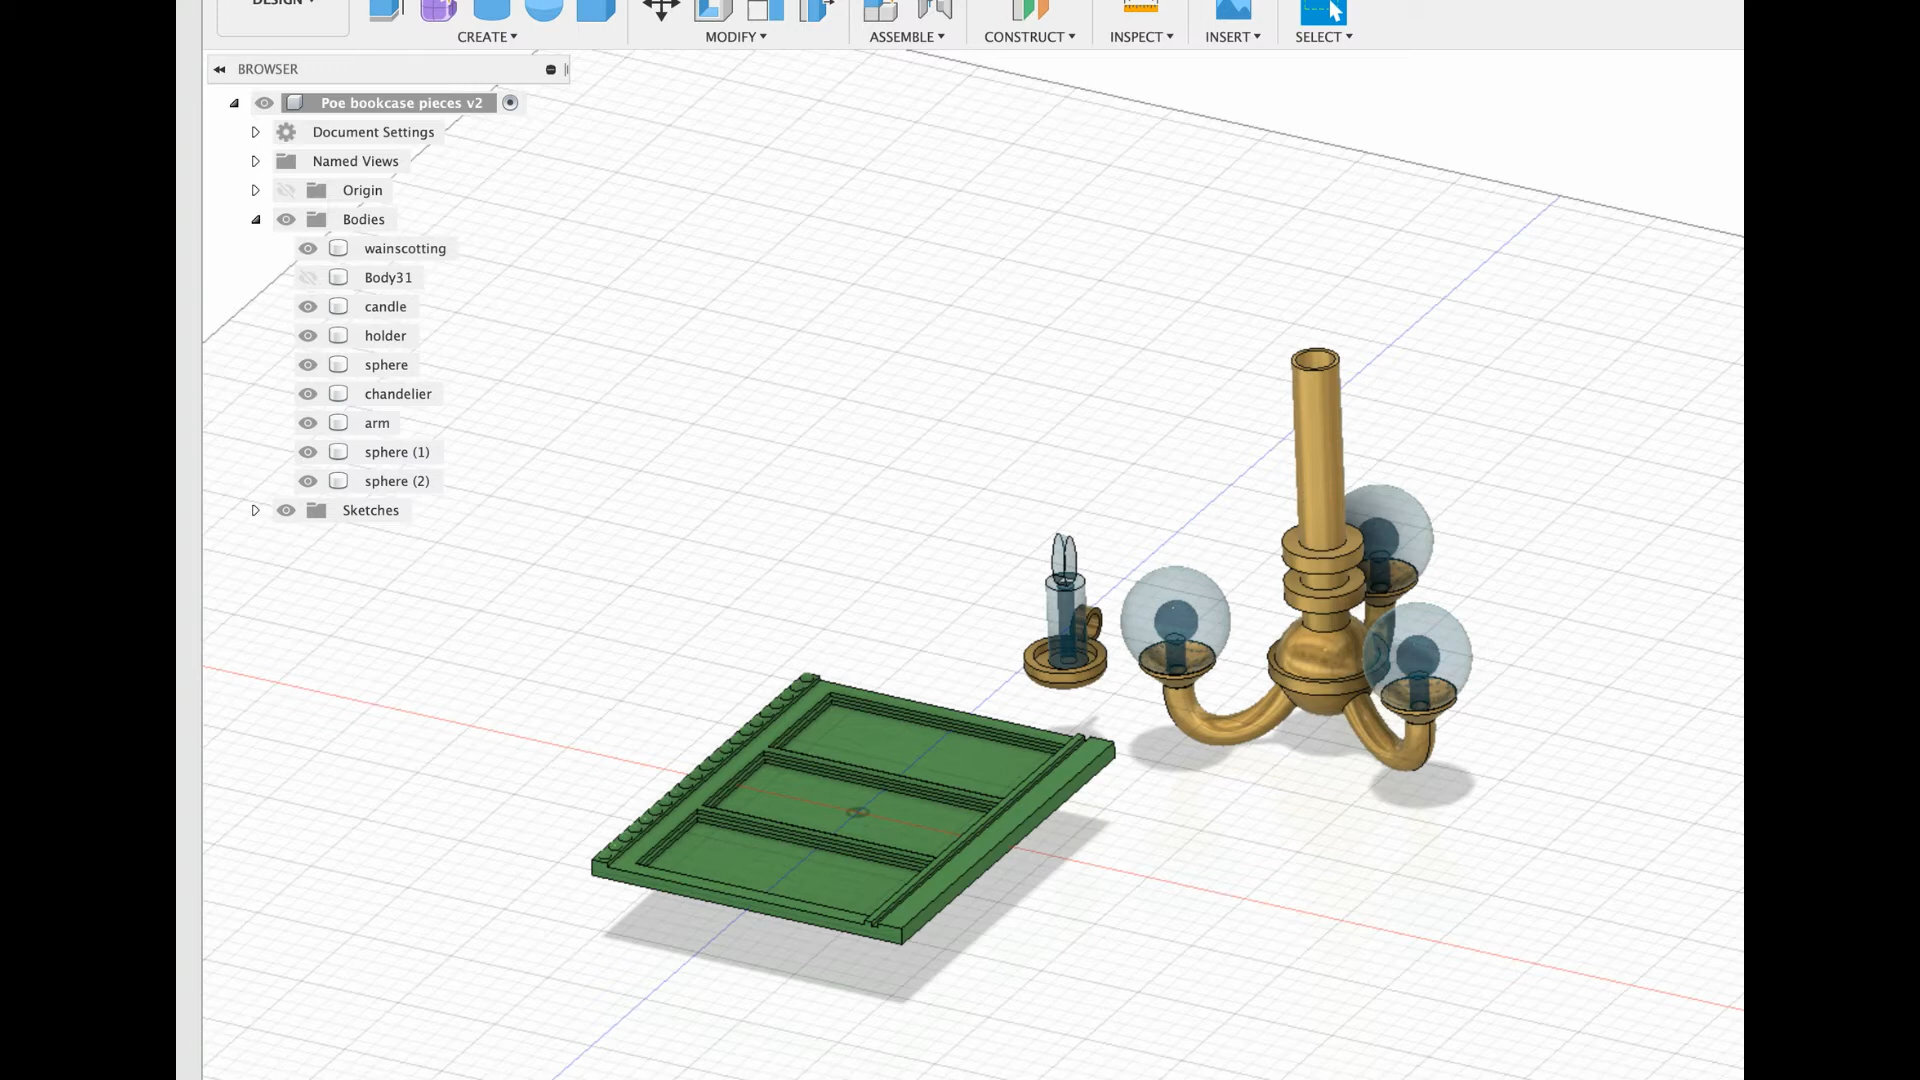 DESIGN
CREATE MODIFY ASSEMBLE CONSTRUCT INSPECT INSERT SELECT
BROWSER
Poe bookcase pieces v2
Document Settings
Named Views
Origin
Bodies
wainscotting
Body31
candle
holder
sphere
chandelier
arm
sphere (1)
sphere (2)
Sketches